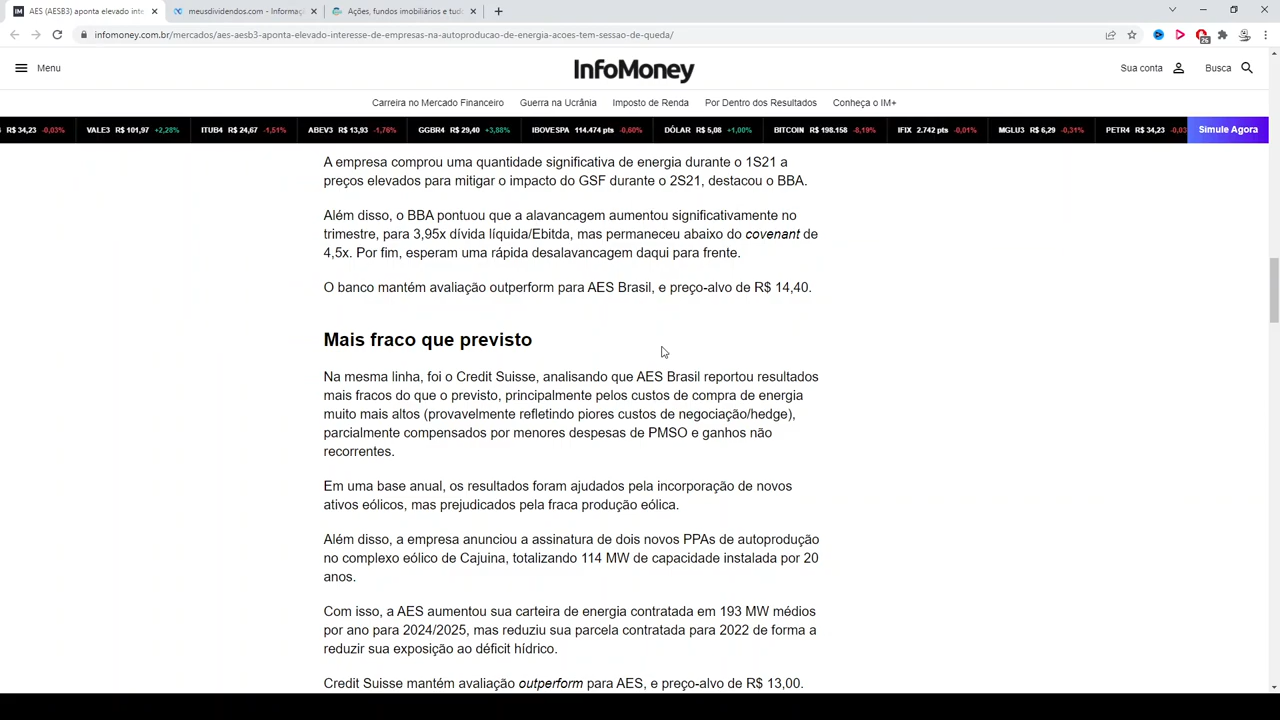 AES (AESB3) aponta elevado inte
meusdividendos.com - Informaç
Ações, fundos imobiliários e tud
infomoney.com.br/mercados/aes-aesb3-aponta-elevado-interesse-de-empresas-na-autoproducao-de-energia-acoes-tem-sessao-de-queda/
26
Menu
InfoMoney
Sua conta
Busca
Carreira no Mercado Financeiro Guerra na Ucrânia Imposto de Renda Por Dentro dos Resultados Conheça o IM+
R$ 34,23 -0,03% VALE3 R$ 101,97 +2,28% ITUB4 R$ 24,67 -1,51% ABEV3 R$ 13,93 -1,76% GGBR4 R$ 29,40 +3,88% IBOVESPA 114.474 pts -0,60% DÓLAR R$ 5,08 +1,00% BITCOIN R$ 198.158 -8,19% IFIX 2.742 pts -0,01% MGLU3 R$ 6,29 -0,31% PETR4 R$ 34,23 -0,03 Simule Agora
A empresa comprou uma quantidade significativa de energia durante o 1S21 a
preços elevados para mitigar o impacto do GSF durante o 2S21, destacou o BBA.
Além disso, o BBA pontuou que a alavancagem aumentou significativamente no
trimestre, para 3,95x dívida líquida/Ebitda, mas permaneceu abaixo do covenant de
4,5x. Por fim, esperam uma rápida desalavancagem daqui para frente.
O banco mantém avaliação outperform para AES Brasil, e preço-alvo de R$ 14,40.
Mais fraco que previsto
Na mesma linha, foi o Credit Suisse, analisando que AES Brasil reportou resultados
mais fracos do que o previsto, principalmente pelos custos de compra de energia
muito mais altos (provavelmente refletindo piores custos de negociação/hedge),
parcialmente compensados por menores despesas de PMSO e ganhos não
recorrentes.
Em uma base anual, os resultados foram ajudados pela incorporação de novos
ativos eólicos, mas prejudicados pela fraca produção eólica.
Além disso, a empresa anunciou a assinatura de dois novos PPAs de autoprodução
no complexo eólico de Cajuina, totalizando 114 MW de capacidade instalada por 20
anos.
Com isso, a AES aumentou sua carteira de energia contratada em 193 MW médios
por ano para 2024/2025, mas reduziu sua parcela contratada para 2022 de forma a
reduzir sua exposição ao déficit hídrico.
Credit Suisse mantém avaliação outperform para AES, e preço-alvo de R$ 13,00.